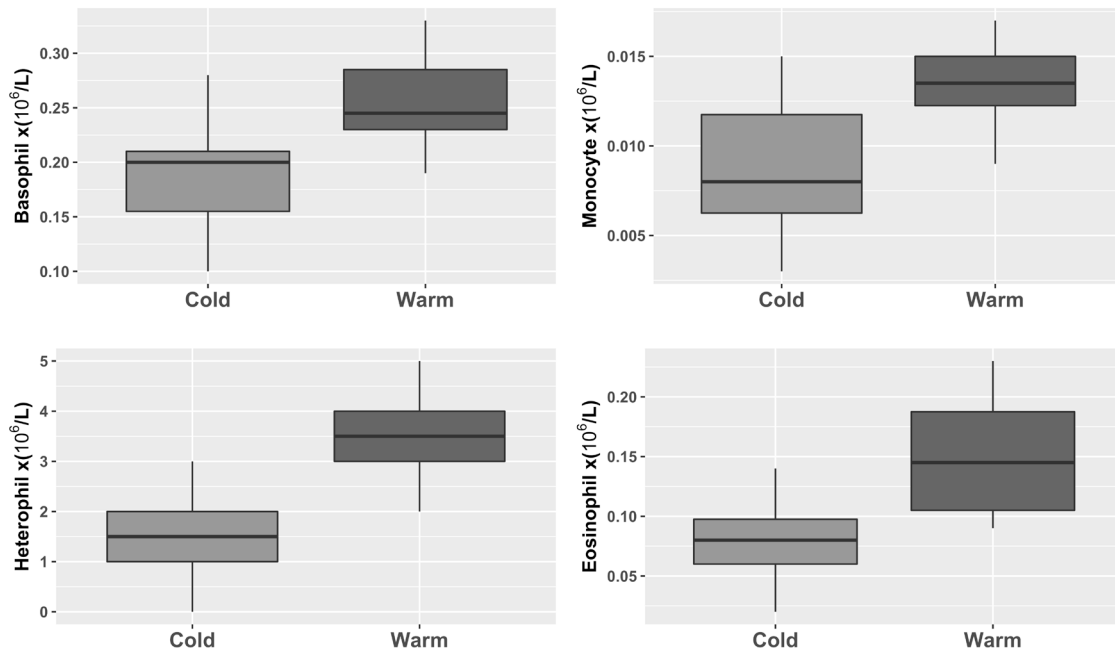 Basophil x(10⁶/L)
0.30
0.25
0.20
0.15
0.10
Cold Warm
Monocyte x(10⁶/L)
0.015
0.010
0.005
Cold Warm
Heterophil x(10⁶/L)
5
4
3
2
1
0
Cold Warm
Eosinophil x(10⁶/L)
0.20
0.15
0.10
0.05
Cold Warm